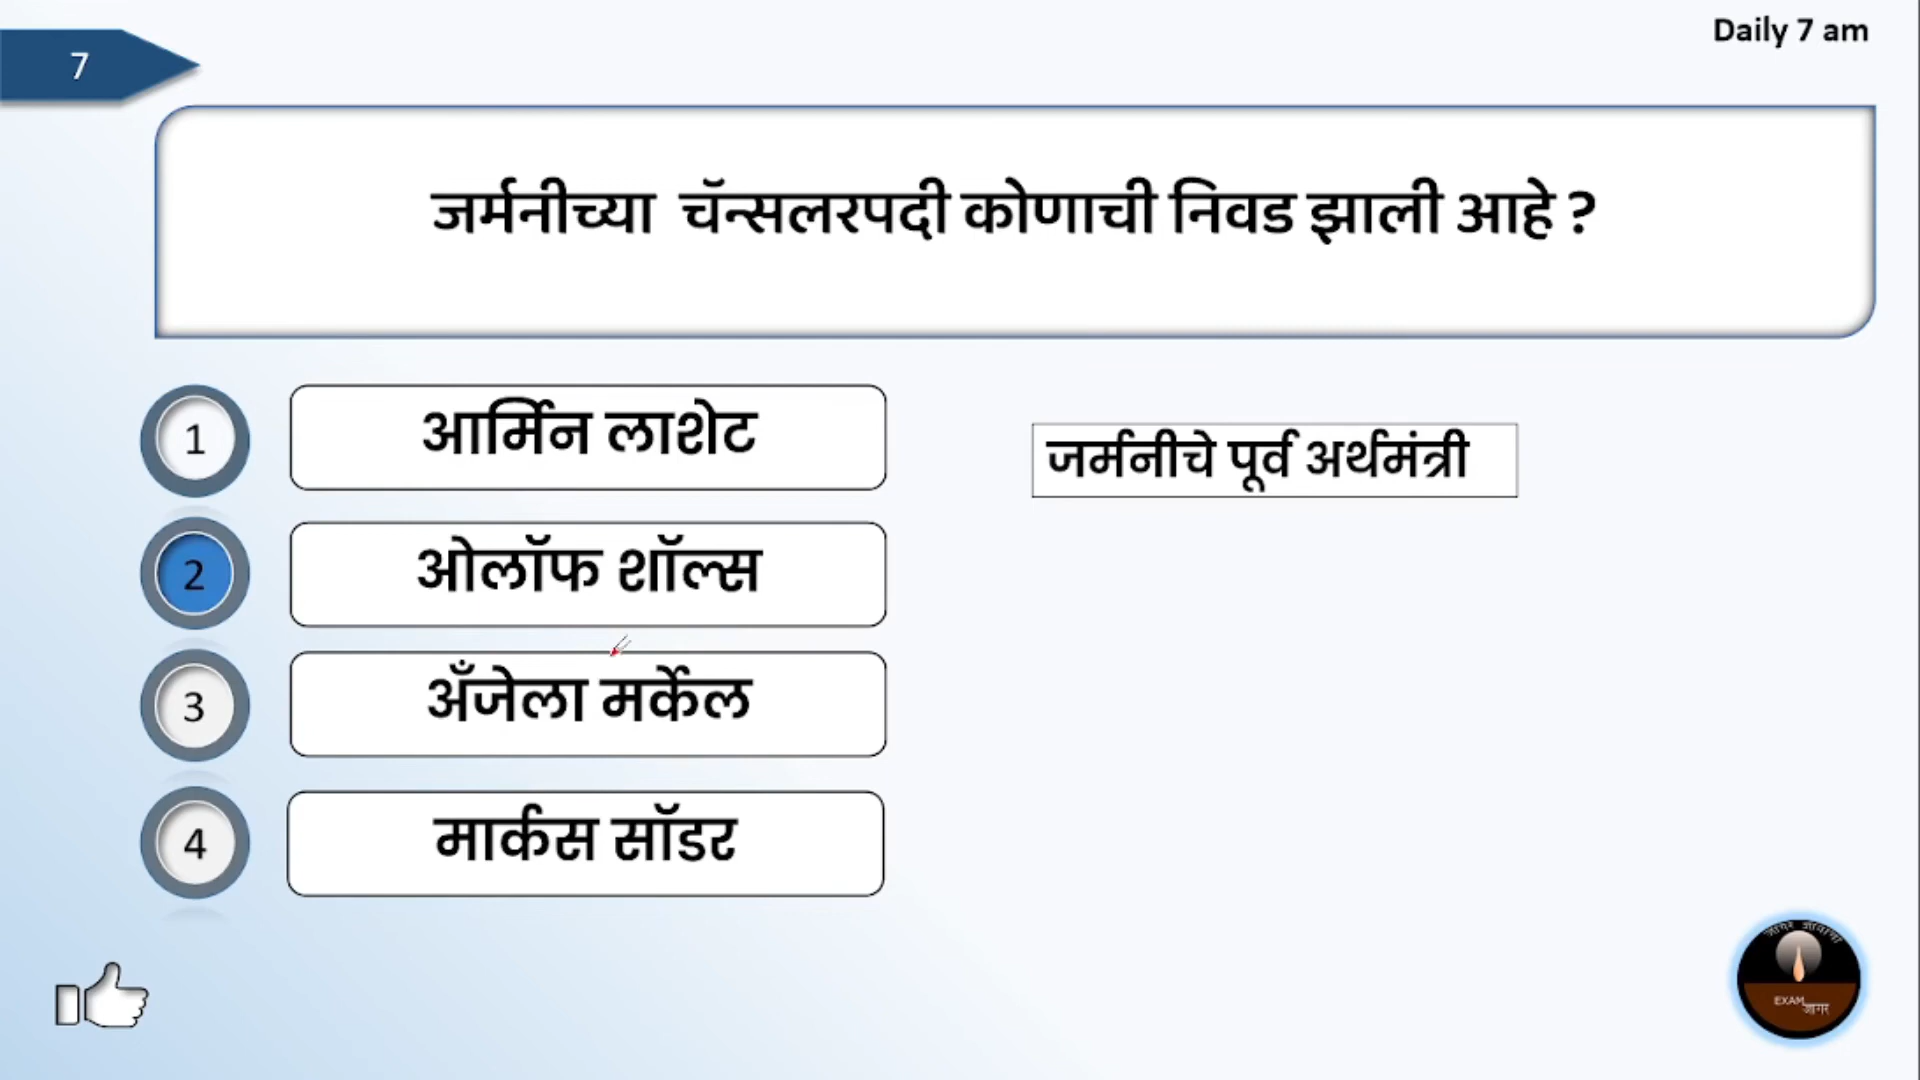 Daily 7 am
7
जर्मनीच्या चॅन्सलरपदी कोणाची निवड झाली आहे ?
1
आर्मिन लाशेट
जर्मनीचे पूर्व अर्थमंत्री
2
ओलॉफ शॉल्स
3
अँजेला मर्केल
4
मार्कस सॉडर
EXAM
जागर